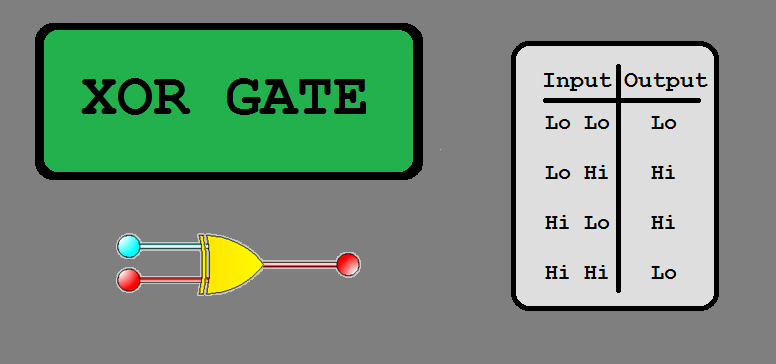 XOR GATE
Input Output
Lo Lo Lo
Lo Hi Hi
Hi Lo Hi
Hi Hi Lo